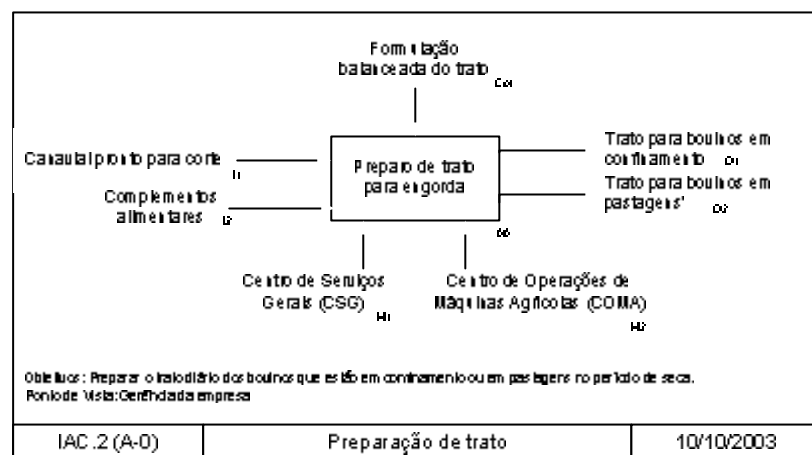 Formulação
balanceada do trato
Co1
Canavial pronto para corte
I1
Complementos
alimentares
I2
Preparo de trato
para engorda
Trato para bovinos em
confinamento O1
Trato para bovinos em
pastagens'
O2
Centro de Serviços
Gerais (CSG)
M1
Centro de Operações de
Máquinas Agrícolas (COMA)
M2
Objetivos: Preparar o trato diário dos bovinos que estão em confinamento ou em pastagens no período de seca.
Ponto de Vista: Gerência da empresa
IAC.2 (A-0)
Preparação de trato
10/10/2003